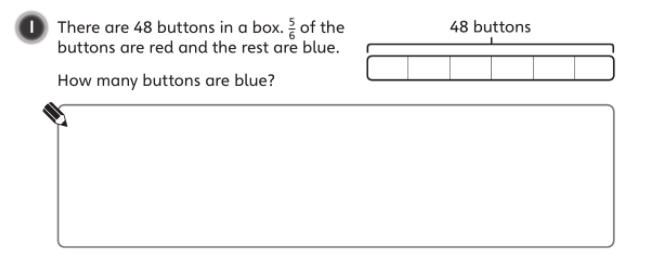 1 There are 48 buttons in a box. 5/6 of the
buttons are red and the rest are blue.
How many buttons are blue?
48 buttons